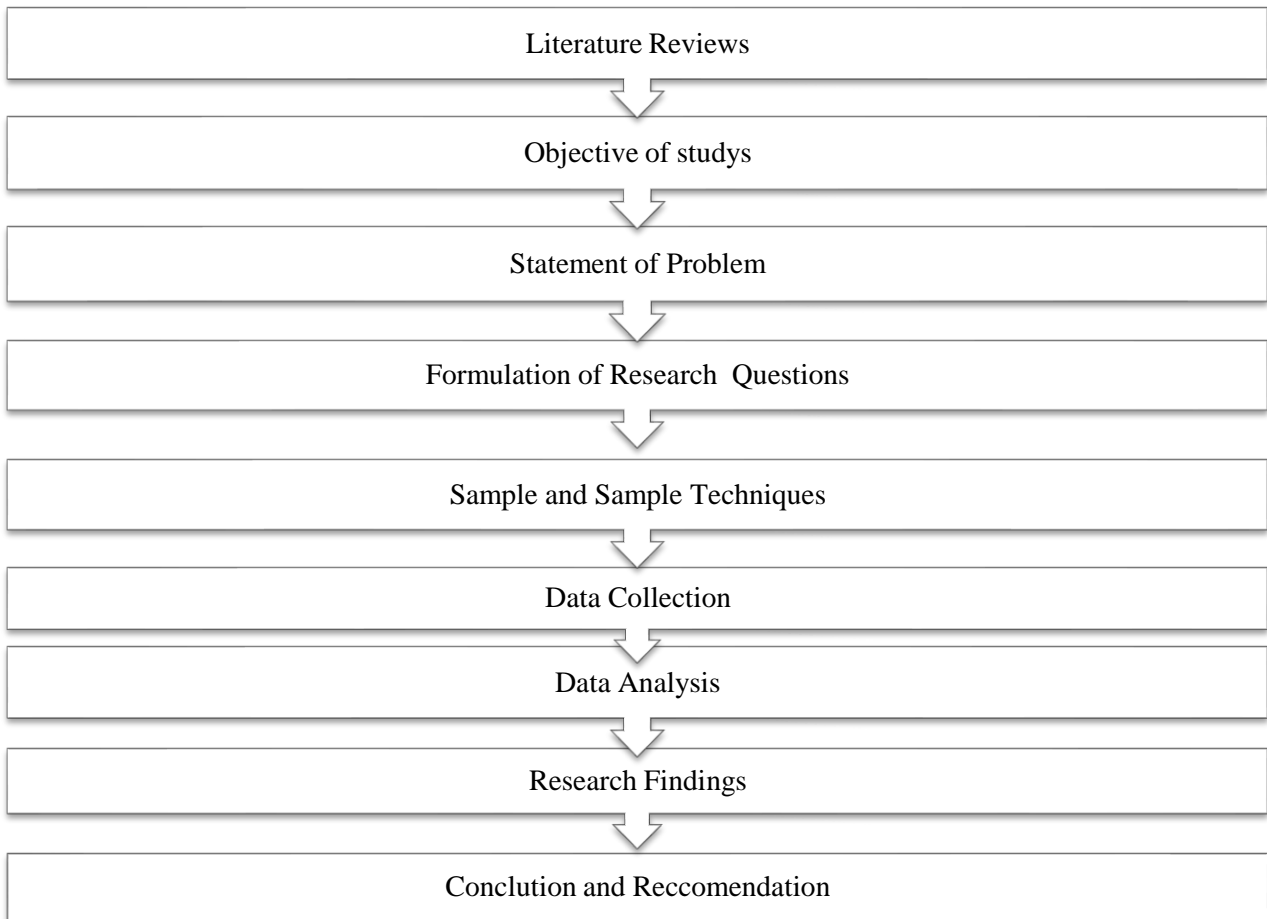 Literature Reviews
Objective of studys
Statement of Problem
Formulation of Research  Questions
Sample and Sample Techniques
Data Collection
Data Analysis
Research Findings
Conclution and Reccomendation